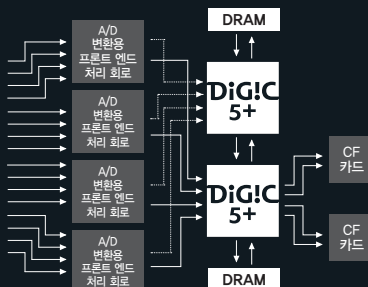 A/D
변환용
프론트 엔드
처리 회로
A/D
변환용
프론트 엔드
처리 회로
A/D
변환용
프론트 엔드
처리 회로
A/D
변환용
프론트 엔드
처리 회로
DRAM
DiG!C
5+
DiG!C
5+
DRAM
CF
카드
CF
카드